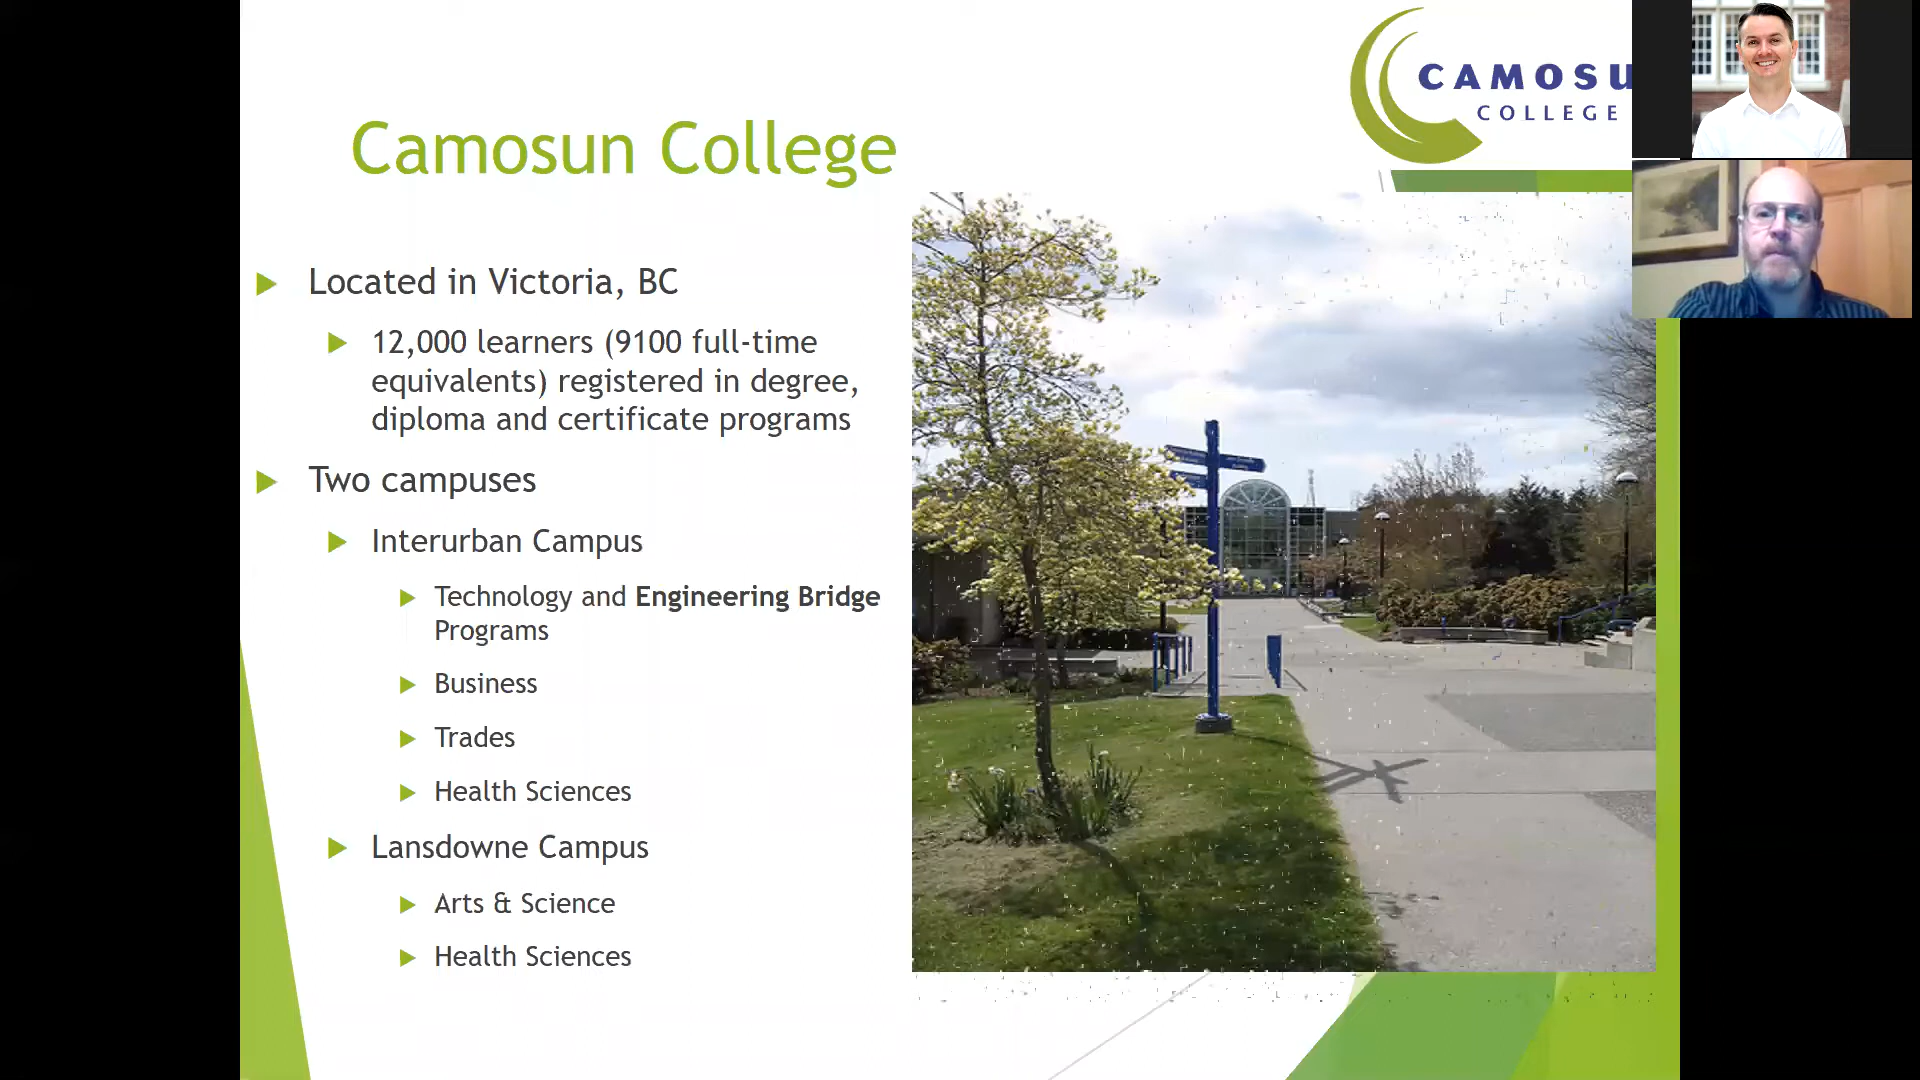 CAMOSU
COLLEGE
Camosun College
Located in Victoria, BC
12,000 learners (9100 full-time
equivalents) registered in degree,
diploma and certificate programs
Two campuses
Interurban Campus
Technology and Engineering Bridge
Programs
Business
Trades
Health Sciences
Lansdowne Campus
Arts & Science
Health Sciences